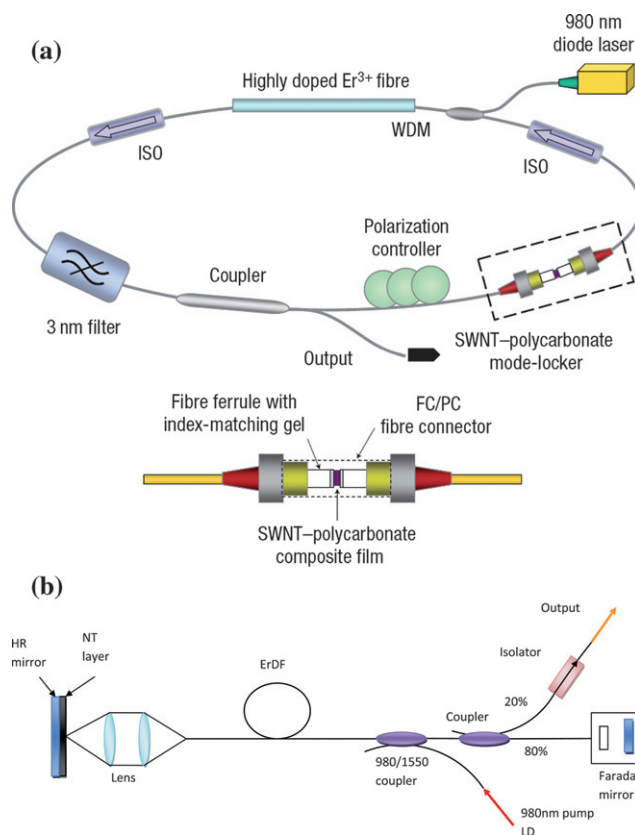 (a)
980 nm
diode laser
Highly doped Er³⁺ fibre
WDM
ISO
ISO
Polarization
controller
Coupler
3 nm filter
Output
SWNT–polycarbonate
mode-locker
Fibre ferrule with
index-matching gel
FC/PC
fibre connector
SWNT–polycarbonate
composite film
(b)
Output
HR
mirror
NT
layer
ErDF
Isolator
20%
Coupler
80%
Lens
980/1550
coupler
Farada
mirror
980nm pump
LD